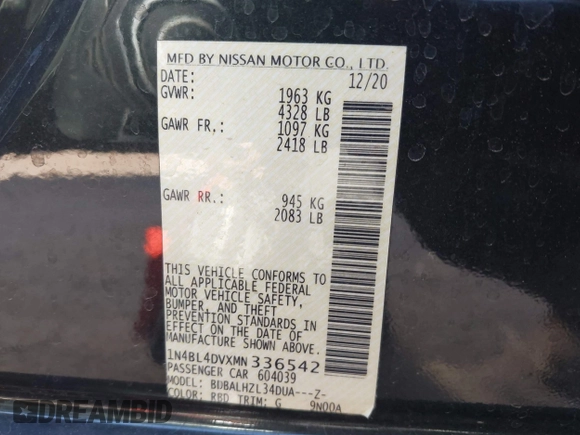 MFD BY NISSAN MOTOR CO., LTD.
DATE: 12/20
GVWR: 1963 KG
4328 LB
GAWR FR.: 1097 KG
2418 LB
GAWR RR.: 945 KG
2083 LB
THIS VEHICLE CONFORMS TO
ALL APPLICABLE FEDERAL
MOTOR VEHICLE SAFETY,
BUMPER, AND THEFT
PREVENTION STANDARDS IN
EFFECT ON THE DATE OF
MANUFACTURE SHOWN ABOVE.
1N4BL4DVXMN336542
PASSENGER CAR 604039
MODEL: BDBALHZL34DUA---Z-
COLOR: RBD TRIM: G 9N00A
DREAMBID